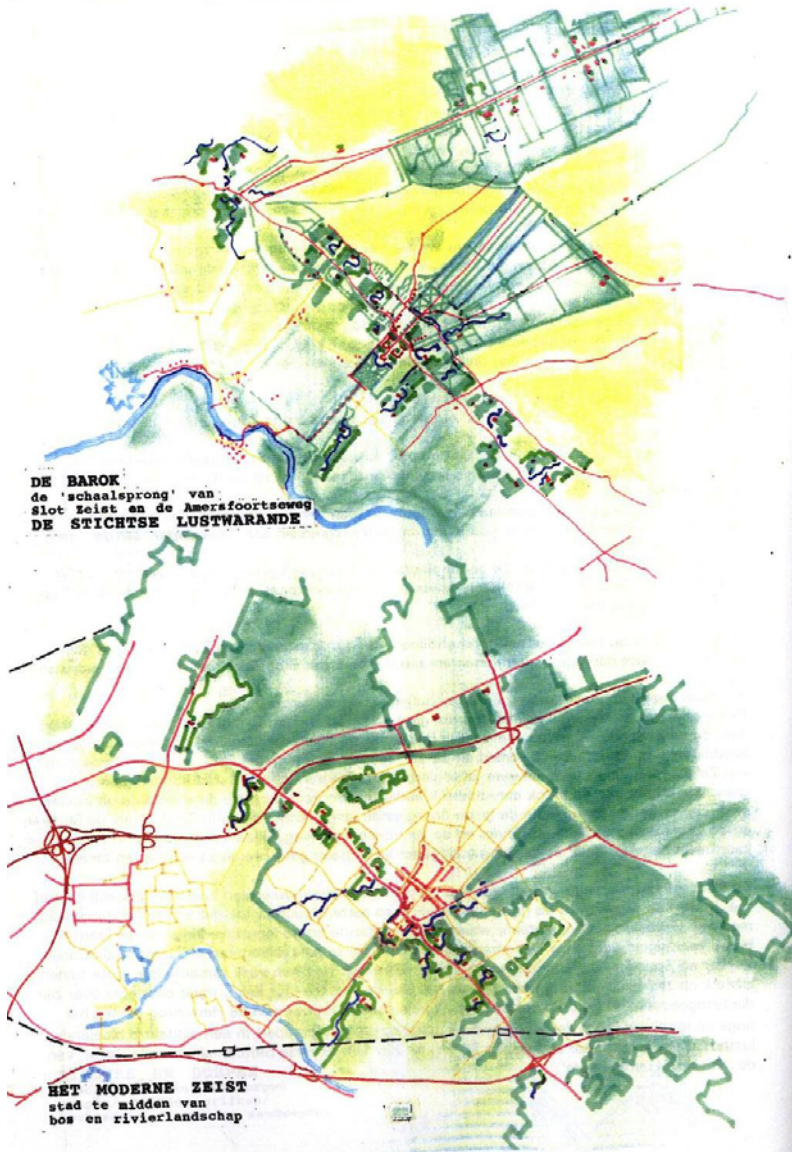 DE BAROK
de 'schaalsprong' van
Slot Zeist en de Amersfoortseweg
DE STICHTSE LUSTWARANDE
HET MODERNE ZEIST
stad te midden van
bos en rivierlandschap